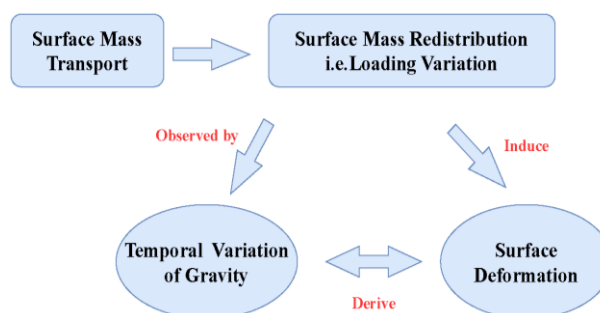 Surface Mass
Transport
Surface Mass Redistribution
i.e.Loading Variation
Observed by
Induce
Temporal Variation
of Gravity
Surface
Deformation
Derive